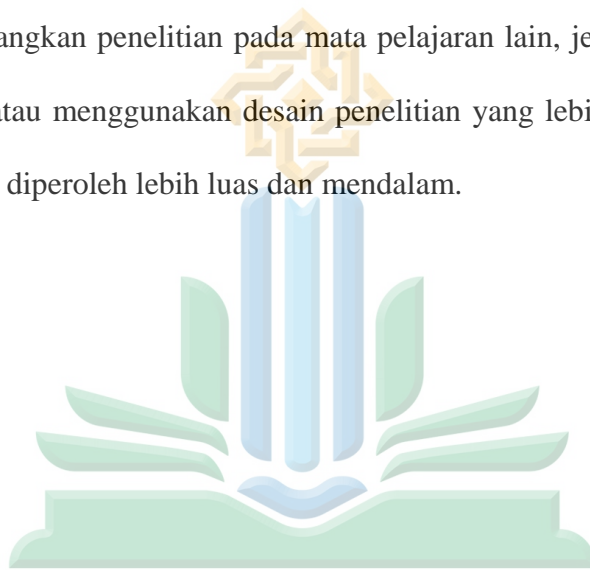 angkan penelitian pada mata pelajaran lain, je
atau menggunakan desain penelitian yang lebi
diperoleh lebih luas dan mendalam.